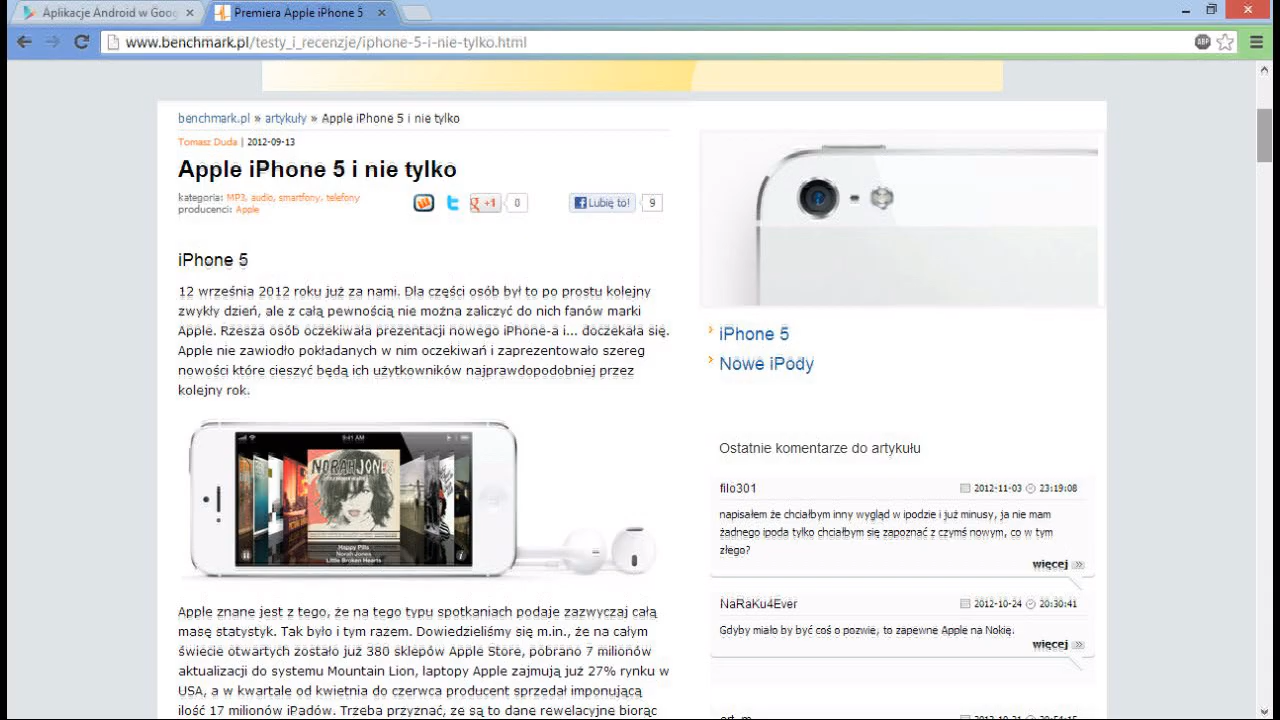 Aplikacje Android w Goog
Premiera Apple iPhone 5
www.benchmark.pl/testy_i_recenzje/iphone-5-i-nie-tylko.html
ABP
benchmark.pl » artykuły » Apple iPhone 5 i nie tylko
Tomasz Duda | 2012-09-13
Apple iPhone 5 i nie tylko
kategoria: MP3, audio, smartfony, telefony
producenci: Apple
+1 0
Lubię to! 9
iPhone 5
12 września 2012 roku już za nami. Dla części osób był to po prostu kolejny
zwykły dzień, ale z całą pewnością nie można zaliczyć do nich fanów marki
Apple. Rzesza osób oczekiwała prezentacji nowego iPhone-a i... doczekała się.
Apple nie zawiodło pokładanych w nim oczekiwań i zaprezentowało szereg
nowości które cieszyć będą ich użytkowników najprawdopodobniej przez
kolejny rok.
9:41 AM
NORAH JONES
Happy Pills
Norah Jones
Little Broken Hearts
Apple znane jest z tego, że na tego typu spotkaniach podaje zazwyczaj całą
masę statystyk. Tak było i tym razem. Dowiedzieliśmy się m.in., że na całym
świecie otwartych zostało już 380 sklepów Apple Store, pobrano 7 milionów
aktualizacji do systemu Mountain Lion, laptopy Apple zajmują już 27% rynku w
USA, a w kwartale od kwietnia do czerwca producent sprzedał imponującą
ilość 17 milionów iPadów. Trzeba przyznać, ze są to dane rewelacyjne biorąc
iPhone 5
Nowe iPody
Ostatnie komentarze do artykułu
filo301 2012-11-03 23:19:08
napisałem że chciałbym inny wygląd w ipodzie i już minusy, ja nie mam
żadnego ipoda tylko chciałbym się zapoznać z czymś nowym, co w tym
złego?
więcej
NaRaKu4Ever 2012-10-24 20:30:41
Gdyby miało by być coś o pozwie, to zapewne Apple na Nokię.
więcej